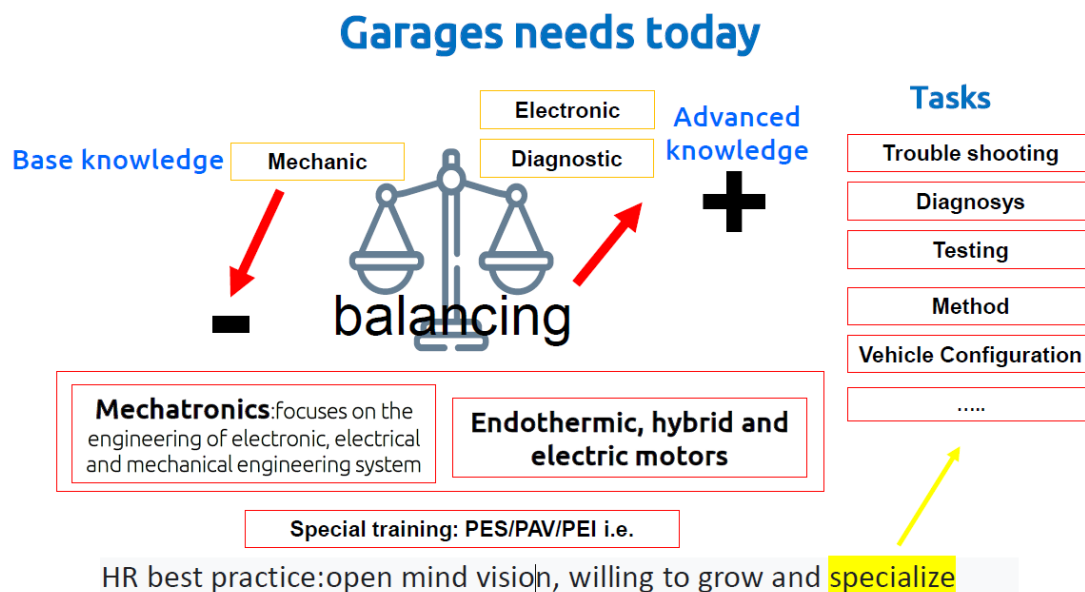 Garages needs today
Electronic
Advanced
knowledge
Tasks
Base knowledge
Mechanic
Diagnostic
+
-
balancing
Trouble shooting
Diagnosys
Testing
Method
Vehicle Configuration
.....
Mechatronics:focuses on the
engineering of electronic, electrical
and mechanical engineering system
Endothermic, hybrid and
electric motors
Special training: PES/PAV/PEI i.e.
HR best practice:open mind vision, willing to grow and specialize